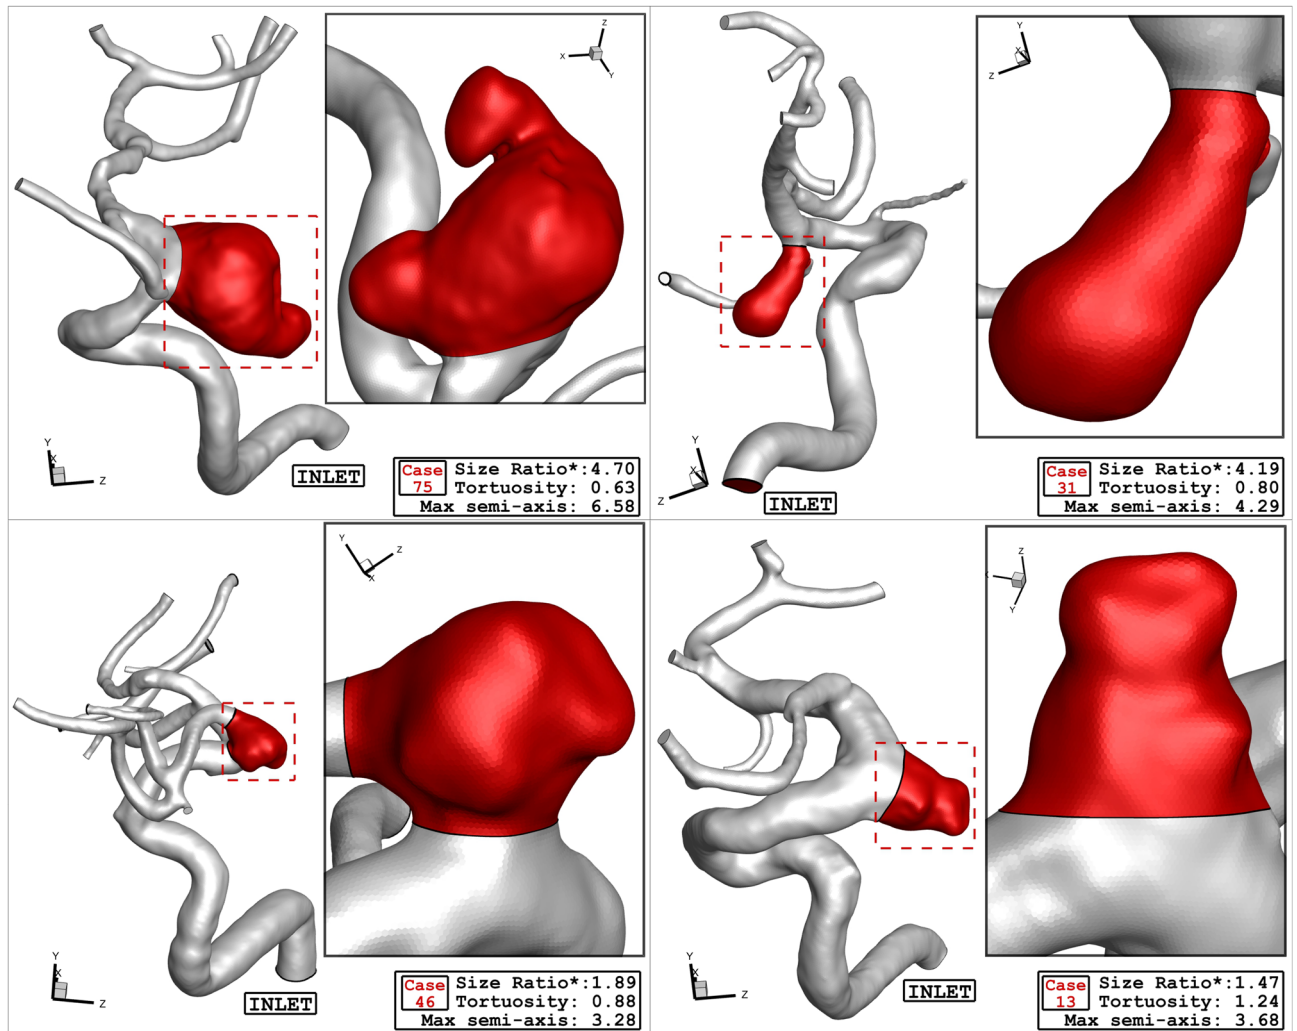 Z
X
Y
Y
X
Z
INLET
Case
75
Size Ratio*:4.70
Tortuosity: 0.63
Max semi-axis: 6.58
Y
X
Z
Y
X
Z
INLET
Case
31
Size Ratio*:4.19
Tortuosity: 0.80
Max semi-axis: 4.29
Y
Z
X
Y
X
Z
INLET
Case
46
Size Ratio*:1.89
Tortuosity: 0.88
Max semi-axis: 3.28
Z
Y
Y
X
Z
INLET
Case
13
Size Ratio*:1.47
Tortuosity: 1.24
Max semi-axis: 3.68